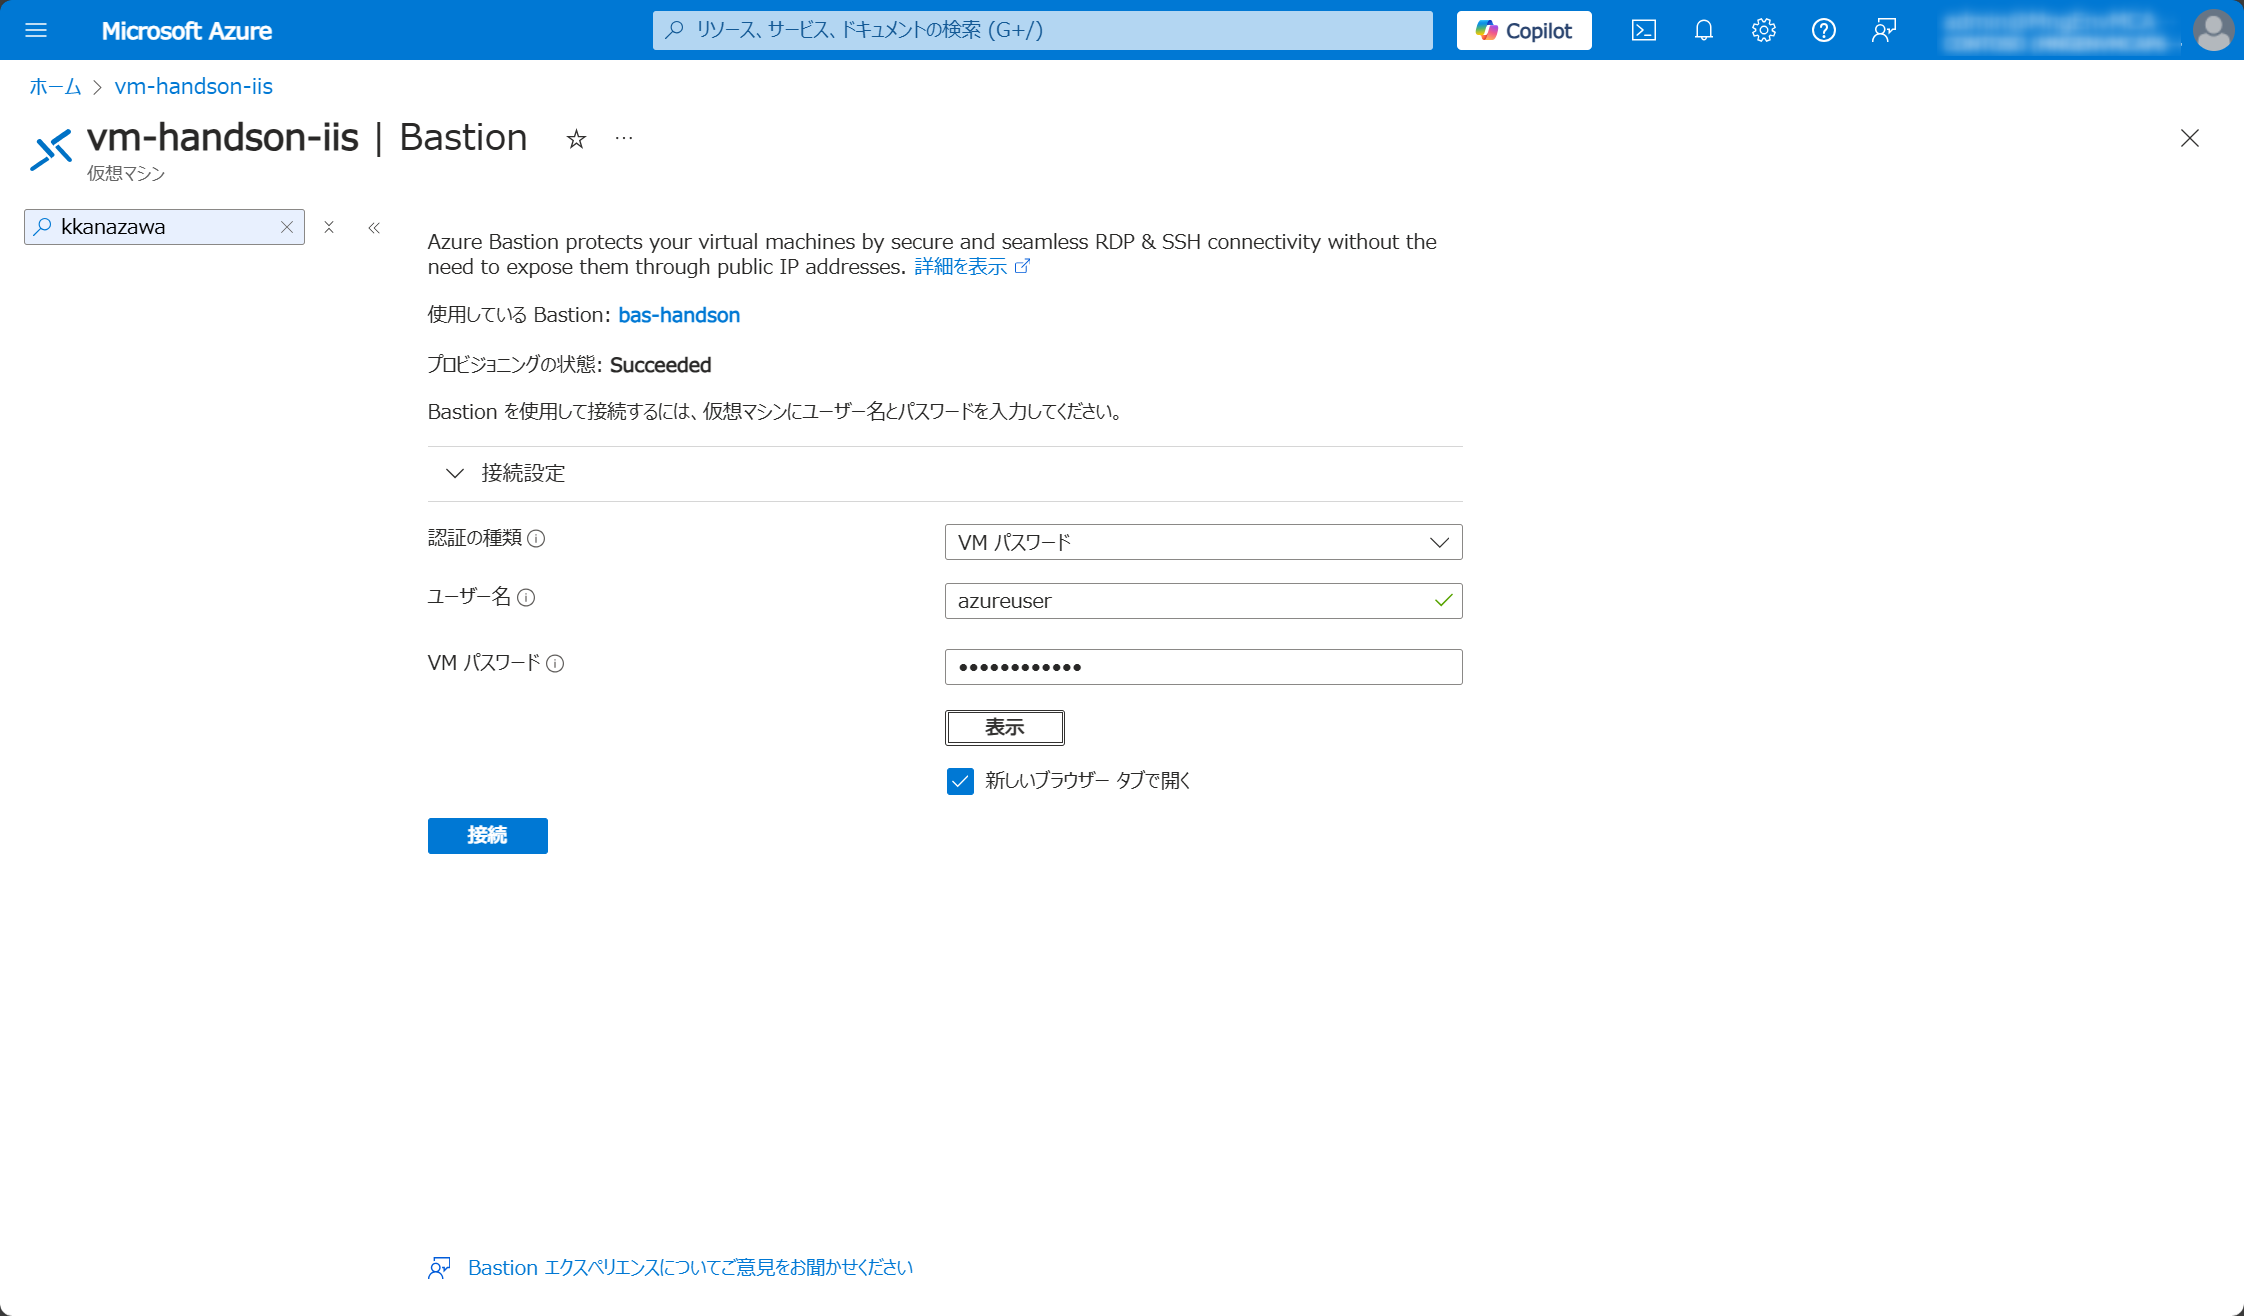 Microsoft Azure
リソース、サービス、ドキュメントの検索 (G+/)
Copilot
ホーム > vm-handson-iis
vm-handson-iis | Bastion
仮想マシン
kkanazawa
Azure Bastion protects your virtual machines by secure and seamless RDP & SSH connectivity without the
need to expose them through public IP addresses. 詳細を表示
使用している Bastion: bas-handson
プロビジョニングの状態: Succeeded
Bastion を使用して接続するには、仮想マシンにユーザー名とパスワードを入力してください。
接続設定
認証の種類
VM パスワード
ユーザー名
azureuser
VM パスワード
••••••••••••
表示
新しいブラウザー タブで開く
接続
Bastion エクスペリエンスについてご意見をお聞かせください